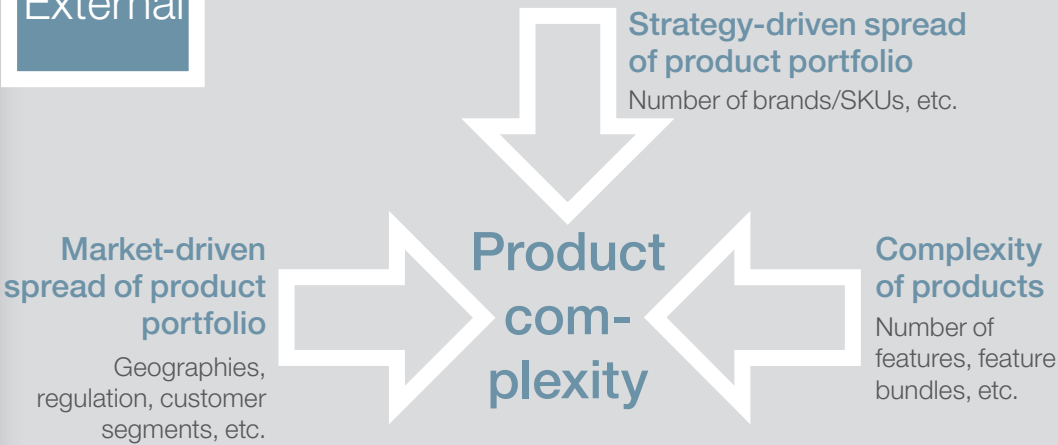 External
Strategy-driven spread
of product portfolio
Number of brands/SKUs, etc.
Market-driven
spread of product
portfolio
Geographies,
regulation, customer
segments, etc.
Product
com-
plexity
Complexity
of products
Number of
features, feature
bundles, etc.